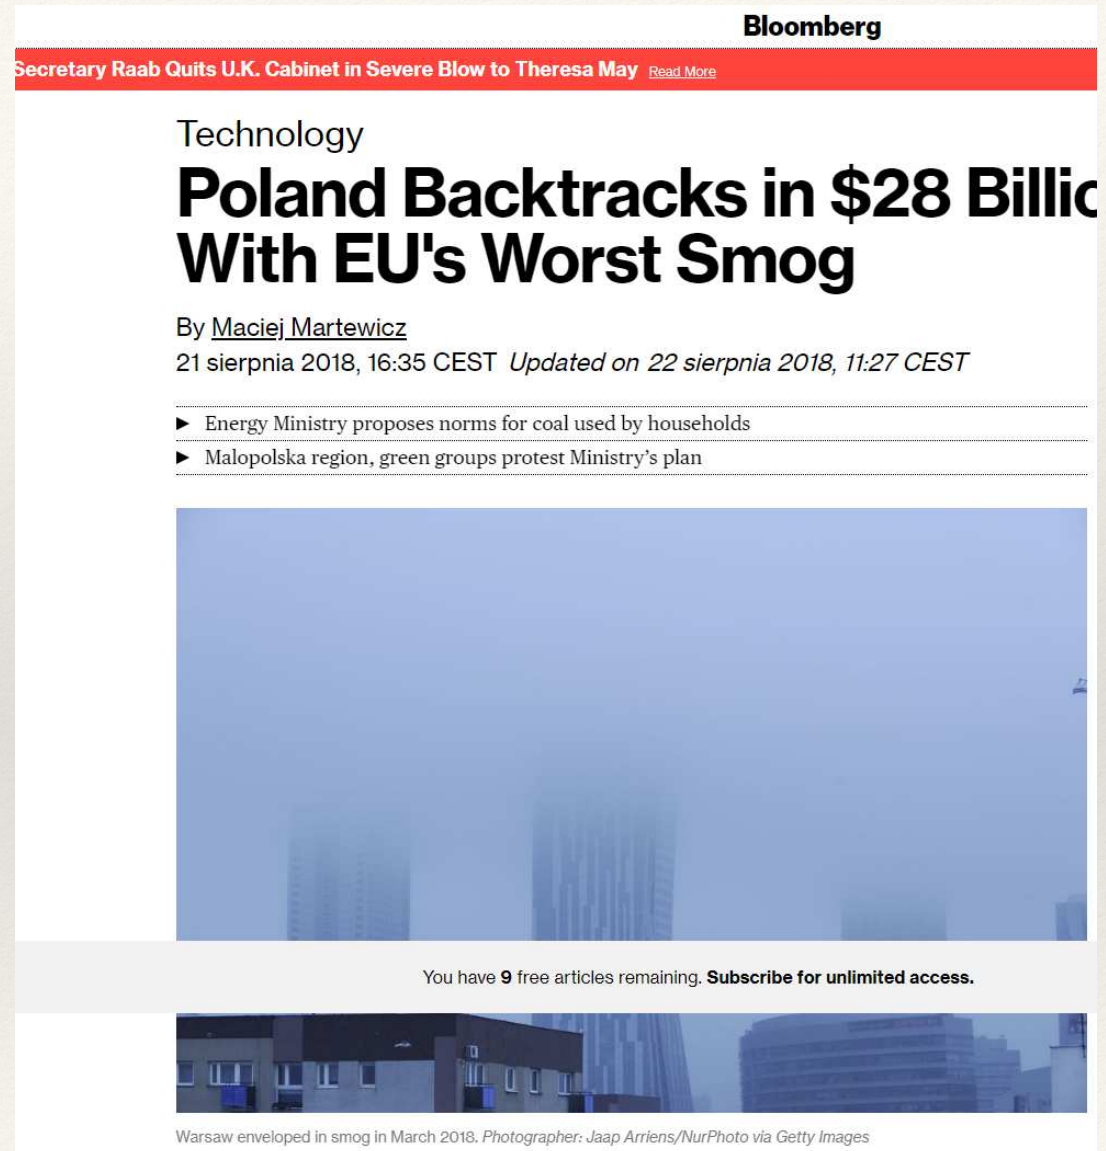 Bloomberg
Secretary Raab Quits U.K. Cabinet in Severe Blow to Theresa May Read More
Technology
Poland Backtracks in $28 Billio
With EU's Worst Smog
By Maciej Martewicz
21 sierpnia 2018, 16:35 CEST Updated on 22 sierpnia 2018, 11:27 CEST
► Energy Ministry proposes norms for coal used by households
► Malopolska region, green groups protest Ministry's plan
You have 9 free articles remaining. Subscribe for unlimited access.
Warsaw enveloped in smog in March 2018. Photographer: Jaap Arriens/NurPhoto via Getty Images